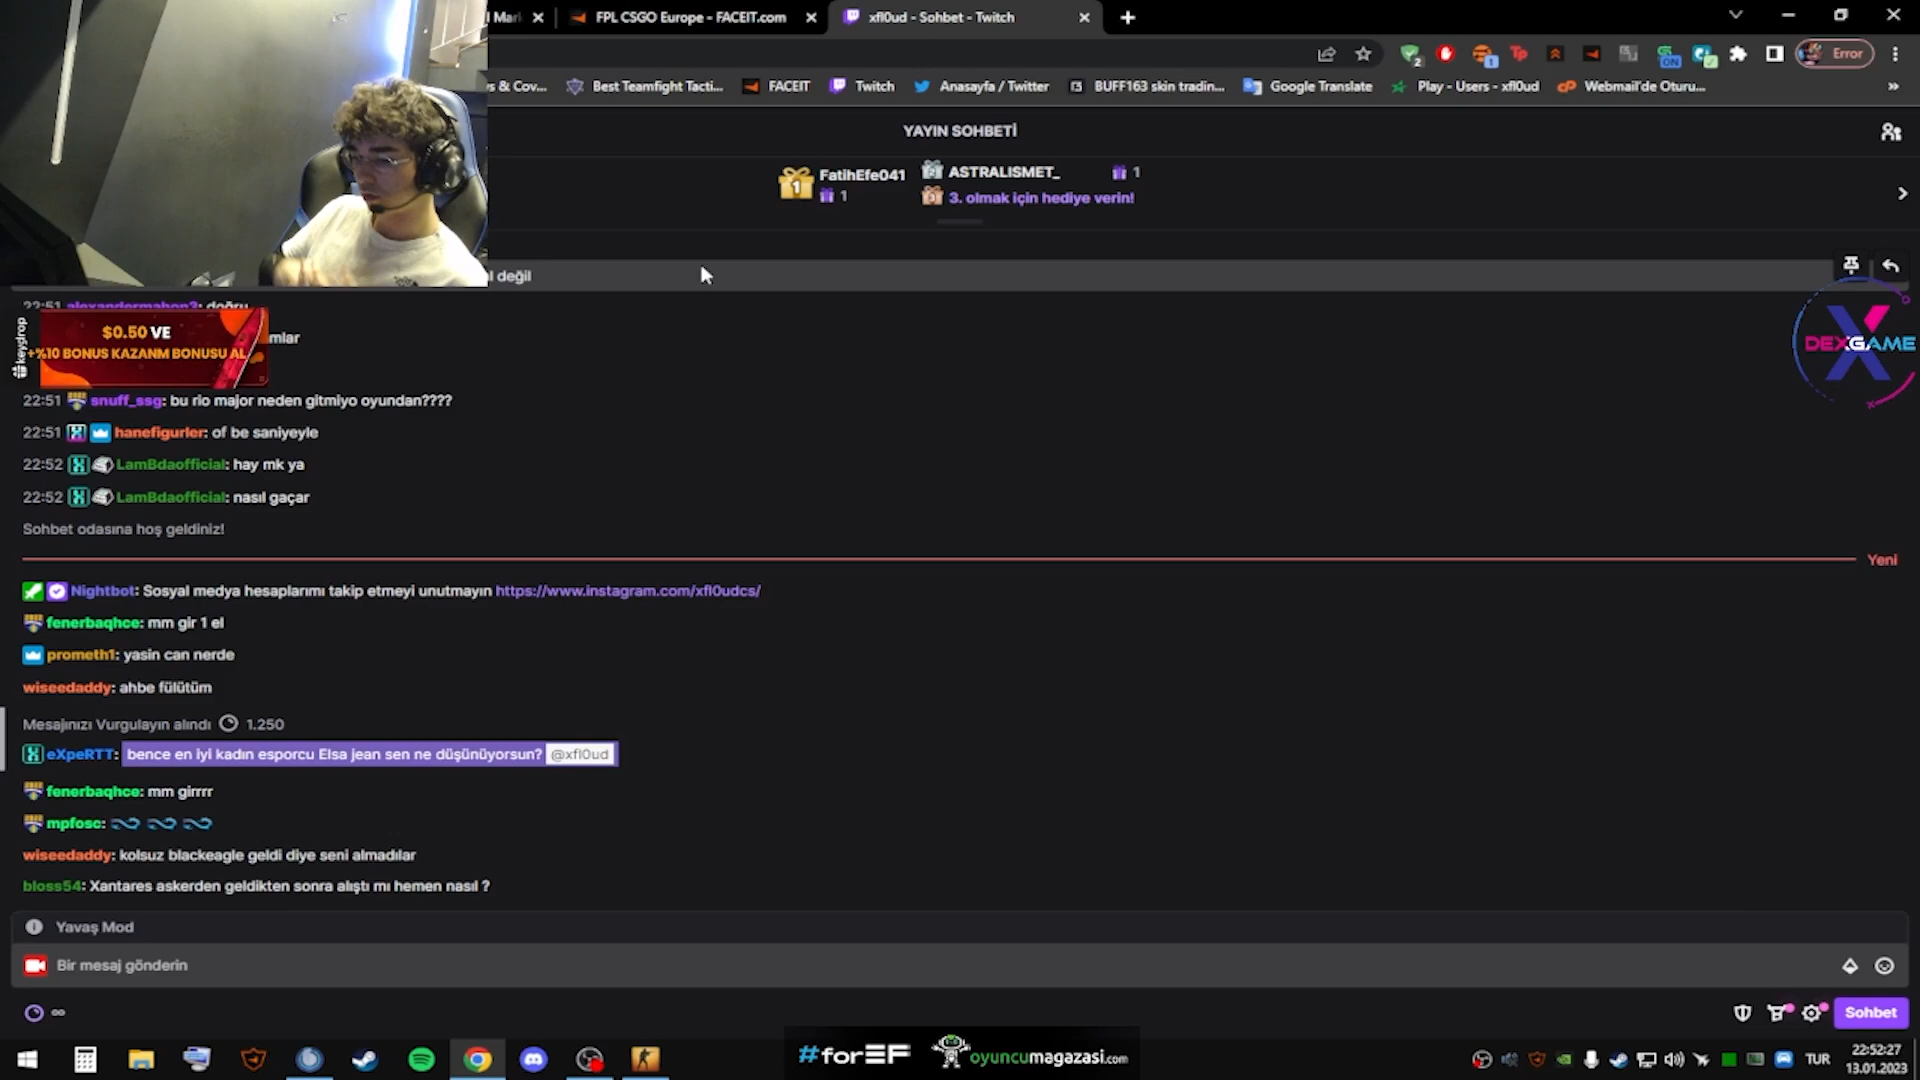 FPL CSGO Europe - FACEIT.com
xfl0ud - Sohbet - Twitch
Error
s & Cov...
Best Teamfight Tacti...
FACEIT
Twitch
Anasayfa / Twitter
BUFF163 skin tradin...
Google Translate
Play - Users - xfl0ud
Webmail'de Oturu...
YAYIN SOHBETİ
1 FatihEfe041
1
ASTRALISMET_ 1
3. olmak için hediye verin!
l değil
22:51 alexandermahon3: doğru
keydrop
$0.50 VE
+%10 BONUS KAZANM BONUSU AL
mlar
DEXGAME
22:51 snuff_ssg: bu rio major neden gitmiyo oyundan????
22:51 hanefigurler: of be saniyeyle
22:52 LamBdaofficial: hay mk ya
22:52 LamBdaofficial: nasıl gaçar
Sohbet odasına hoş geldiniz!
Yeni
Nightbot: Sosyal medya hesaplarımı takip etmeyi unutmayın https://www.instagram.com/xfl0udcs/
fenerbaqhce: mm gir 1 el
prometh1: yasin can nerde
wiseedaddy: ahbe fülütüm
Mesajınızı Vurgulayın alındı 1.250
eXpeRTT: bence en iyi kadın esporcu Elsa jean sen ne düşünüyorsun? @xfl0ud
fenerbaqhce: mm girrrr
mpfosc:
wiseedaddy: kolsuz blackeagle geldi diye seni almadılar
bloss54: Xantares askerden geldikten sonra alıştı mı hemen nasıl ?
Yavaş Mod
Bir mesaj gönderin
∞
Sohbet
#forEF
oyuncumagazasi.com
TUR
22:52:27
13.01.2023